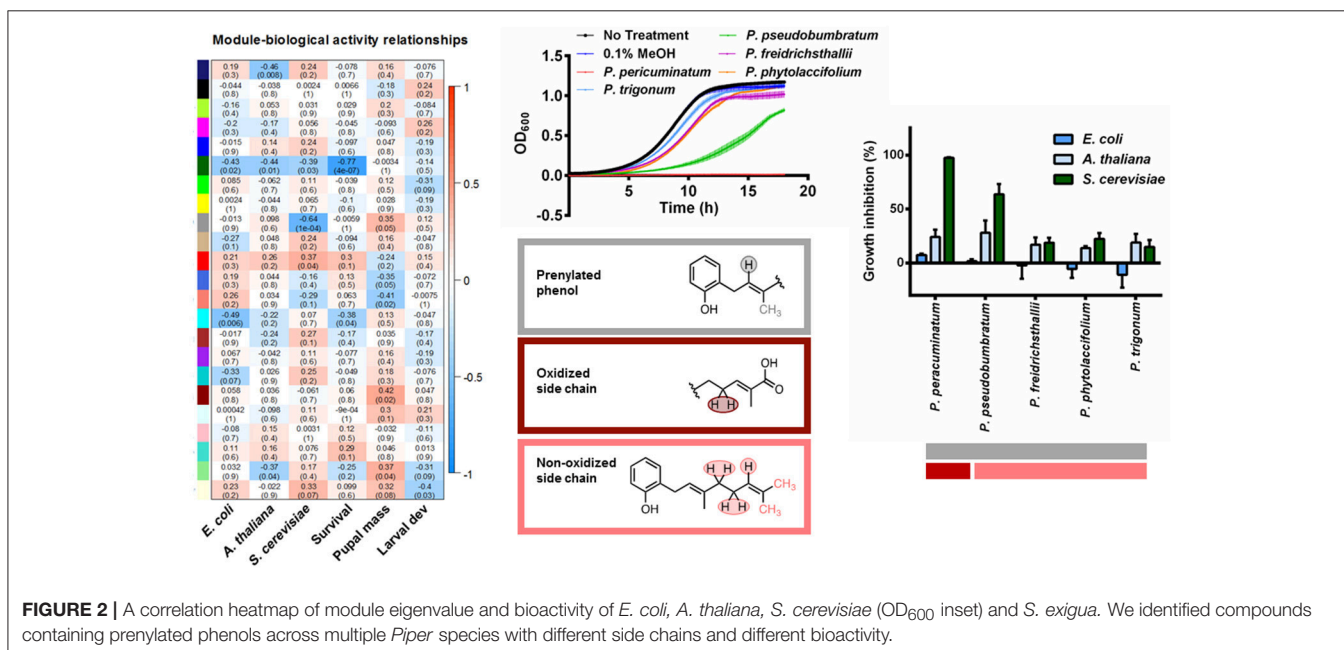 Module-biological activity relationships
0.19 -0.46 0.24 -0.078 0.16 -0.076
(0.3) (0.008) (0.2) (0.7) (0.4) (0.7)
-0.044 -0.038 0.0024 0.0066 -0.18 0.24
(0.8) (0.8) (1) (1) (0.3) (0.2)
-0.16 0.053 0.031 0.029 0.2 -0.084
(0.4) (0.8) (0.9) (0.9) (0.3) (0.7)
-0.2 -0.17 0.056 -0.045 -0.093 0.26
(0.3) (0.4) (0.8) (0.8) (0.6) (0.2)
-0.015 0.14 0.24 -0.097 0.047 -0.19
(0.9) (0.4) (0.2) (0.6) (0.8) (0.3)
-0.43 -0.44 -0.39 -0.77 -0.0034 -0.14
(0.02) (0.01) (0.03) (4e-07) (1) (0.5)
0.085 -0.062 0.11 -0.039 0.12 -0.31
(0.6) (0.7) (0.6) (0.8) (0.5) (0.09)
0.0024 -0.044 0.065 -0.1 0.028 -0.19
(1) (0.8) (0.7) (0.6) (0.9) (0.3)
-0.013 0.098 -0.64 -0.0059 0.35 0.12
(0.9) (0.6) (1e-04) (1) (0.05) (0.5)
-0.27 0.048 0.24 -0.094 0.16 -0.047
(0.1) (0.8) (0.2) (0.6) (0.4) (0.8)
0.21 0.26 0.37 0.3 -0.24 0.15
(0.3) (0.2) (0.04) (0.1) (0.2) (0.4)
0.19 0.044 -0.16 0.13 -0.35 -0.072
(0.3) (0.8) (0.4) (0.5) (0.05) (0.7)
0.26 0.034 -0.29 0.063 -0.41 -0.0075
(0.2) (0.9) (0.1) (0.7) (0.02) (1)
-0.49 -0.22 0.07 -0.38 0.13 -0.047
(0.006) (0.2) (0.7) (0.04) (0.5) (0.8)
-0.017 -0.24 0.27 -0.17 0.035 -0.17
(0.9) (0.2) (0.1) (0.4) (0.9) (0.4)
0.067 -0.042 0.11 -0.077 0.16 -0.19
(0.7) (0.8) (0.6) (0.7) (0.4) (0.3)
-0.33 0.026 0.25 -0.049 0.18 -0.076
(0.07) (0.9) (0.2) (0.8) (0.3) (0.7)
0.058 0.036 -0.061 0.06 0.42 0.047
(0.8) (0.8) (0.7) (0.8) (0.02) (0.8)
0.00042 -0.098 0.11 -9e-04 0.3 0.21
(1) (0.6) (0.6) (1) (0.1) (0.3)
-0.08 0.15 0.0031 0.12 -0.032 -0.11
(0.7) (0.4) (1) (0.5) (0.9) (0.6)
0.11 0.16 0.076 0.29 0.046 0.013
(0.6) (0.4) (0.7) (0.1) (0.8) (0.9)
0.032 -0.37 0.17 -0.25 0.37 -0.31
(0.9) (0.04) (0.4) (0.2) (0.04) (0.09)
0.23 -0.022 0.33 0.099 0.32 -0.4
(0.2) (0.9) (0.07) (0.6) (0.08) (0.03)
E. coli
A. thaliana
S. cerevisiae
Survival
Pupal mass
Larval dev
1
0.5
0
-0.5
-1
No Treatment
0.1% MeOH
P. pericuminatum
P. trigonum
P. pseudobumbratum
P. freidrichsthallii
P. phytolaccifolium
OD600
1.5
1.0
0.5
0.0
-0.5
5 10 15 20
Time (h)
Prenylated
phenol
H
OH
CH3
Oxidized
side chain
HO
O
H H
Non-oxidized
side chain
H H H
CH3
CH3
OH
H H
E. coli
A. thaliana
S. cerevisiae
Growth inhibition (%)
100
50
0
P. peracuminatum
P. pseudobumbratum
P. freidrichsthallii
P. phytolaccifolium
P. trigonum
FIGURE 2 | A correlation heatmap of module eigenvalue and bioactivity of E. coli, A. thaliana, S. cerevisiae (OD600 inset) and S. exigua. We identified compounds
containing prenylated phenols across multiple Piper species with different side chains and different bioactivity.